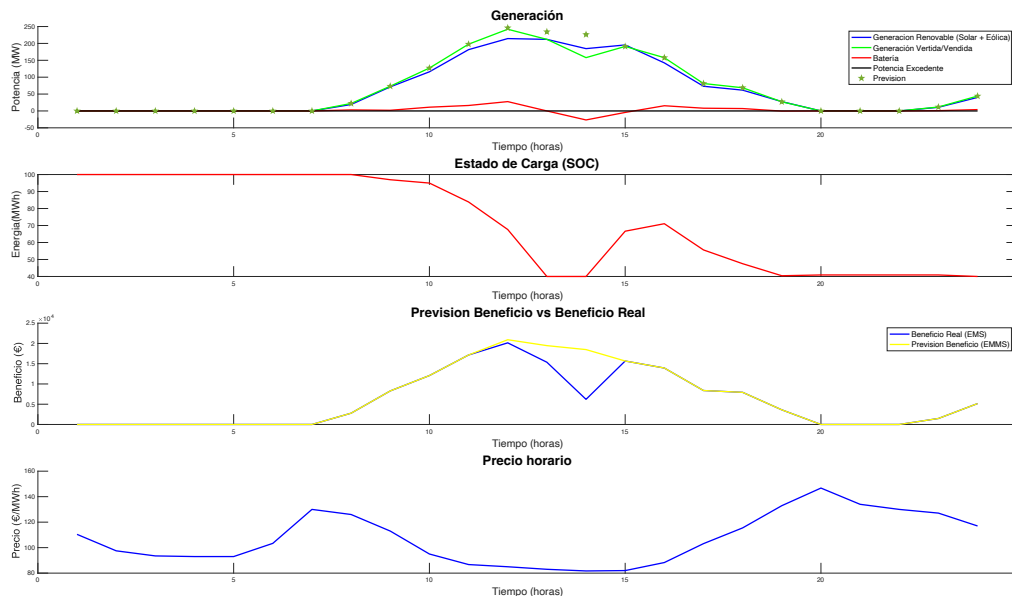 Generación
Potencia (MW)
250
200
150
100
50
0
-50
0
5
10
15
20
Tiempo (horas)
Generacion Renovable (Solar + Eólica)
Generación Vertida/Vendida
Batería
Potencia Excedente
Prevision
Estado de Carga (SOC)
Energía(MWh)
100
90
80
70
60
50
40
0
5
10
15
20
Tiempo (horas)
Prevision Beneficio vs Beneficio Real
×10⁴
Beneficio (€)
2.5
2
1.5
1
0.5
0
0
5
10
15
20
Tiempo (horas)
Beneficio Real (EMS)
Prevision Beneficio (EMMS)
Precio horario
Precio (€/MWh)
160
140
120
100
80
0
5
10
15
20
Tiempo (horas)